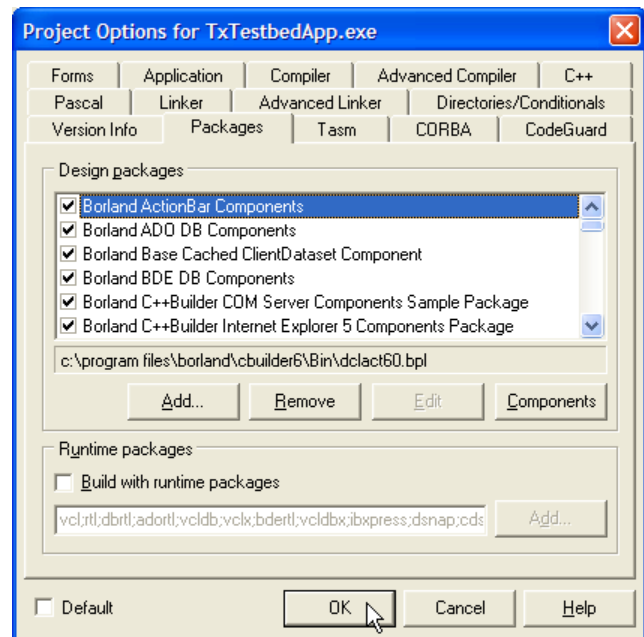 Project Options for TxTestbedApp.exe
Forms Application Compiler Advanced Compiler C++
Pascal Linker Advanced Linker Directories/Conditionals
Version Info Packages Tasm CORBA CodeGuard
Design packages
Borland ActionBar Components
Borland ADO DB Components
Borland Base Cached ClientDataset Component
Borland BDE DB Components
Borland C++Builder COM Server Components Sample Package
Borland C++Builder Internet Explorer 5 Components Package
c:\program files\borland\cbuilder6\Bin\dclact60.bpl
Add... Remove Edit Components
Runtime packages
Build with runtime packages
vcl;rtl;dbrtl;adortl;vcldb;vclx;bdertl;vcldbx;ibxpress;dsnap;cds Add...
Default OK Cancel Help